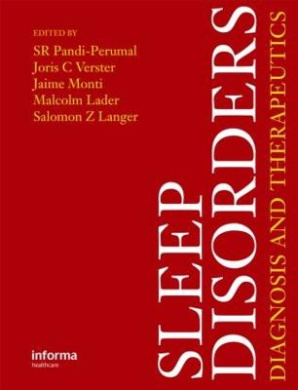 EDITED BY
SR Pandi-Perumal
Joris C Verster
Jaime Monti
Malcolm Lader
Salomon Z Langer
SLEEP
DISORDERS
DIAGNOSIS AND THERAPEUTICS
informa
healthcare